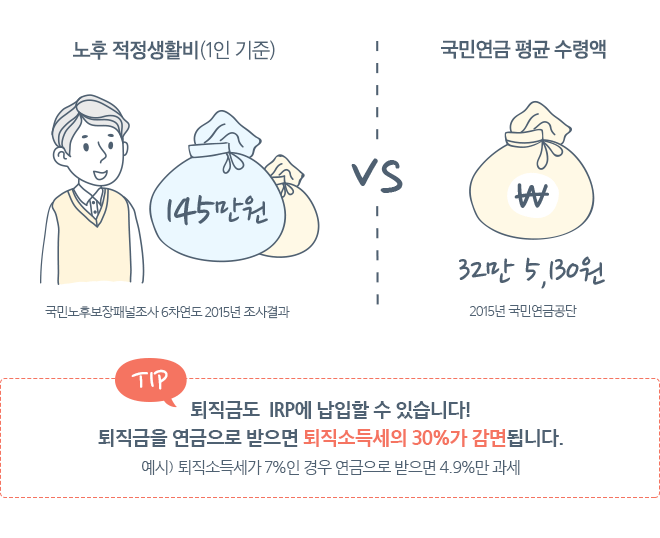 노후 적정생활비(1인 기준)
145만원
국민노후보장패널조사 6차연도 2015년 조사결과
vs
국민연금 평균 수령액
₩
32만 5,130원
2015년 국민연금공단
TIP
퇴직금도 IRP에 납입할 수 있습니다!
퇴직금을 연금으로 받으면 퇴직소득세의 30%가 감면됩니다.
예시) 퇴직소득세가 7%인 경우 연금으로 받으면 4.9%만 과세